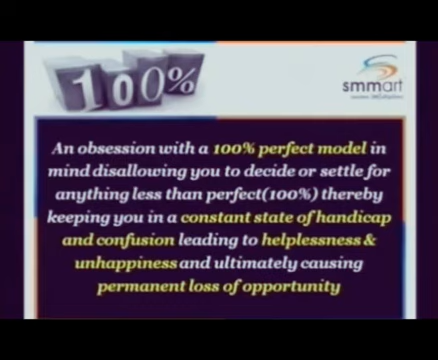 100%
smmart
An obsession with a 100% perfect model in
mind disallowing you to decide or settle for
anything less than perfect(100%) thereby
keeping you in a constant state of handicap
and confusion leading to helplessness &
unhappiness and ultimately causing
permanent loss of opportunity